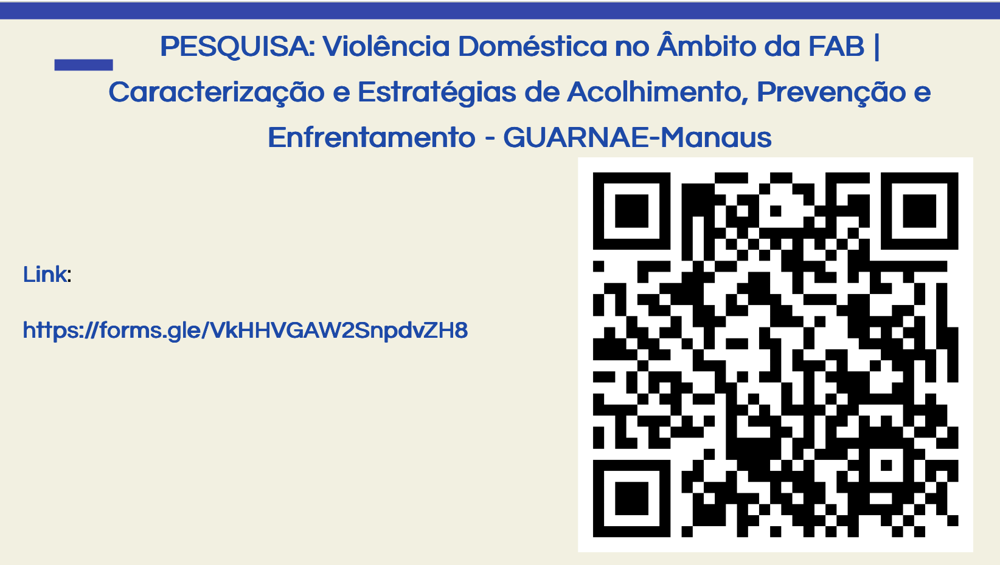 PESQUISA: Violência Doméstica no Âmbito da FAB |
Caracterização e Estratégias de Acolhimento, Prevenção e
Enfrentamento - GUARNAE-Manaus
Link:
https://forms.gle/VkHHVGAW2SnpdvZH8